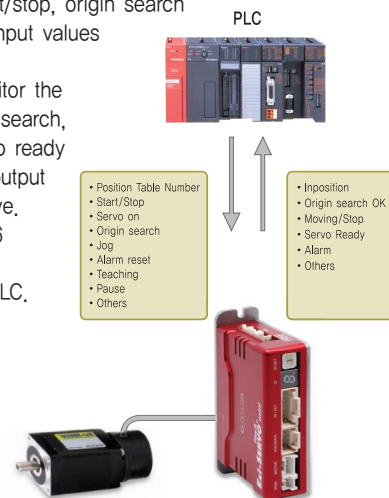 t/stop, origin search
nput values
itor the
search,
o ready
output
ve.
6
LC.
PLC
• Position Table Number
• Start/Stop
• Servo on
• Origin search
• Jog
• Alarm reset
• Teaching
• Pause
• Others
• Inposition
• Origin search OK
• Moving/Stop
• Servo Ready
• Alarm
• Others
Ezi-SERVO